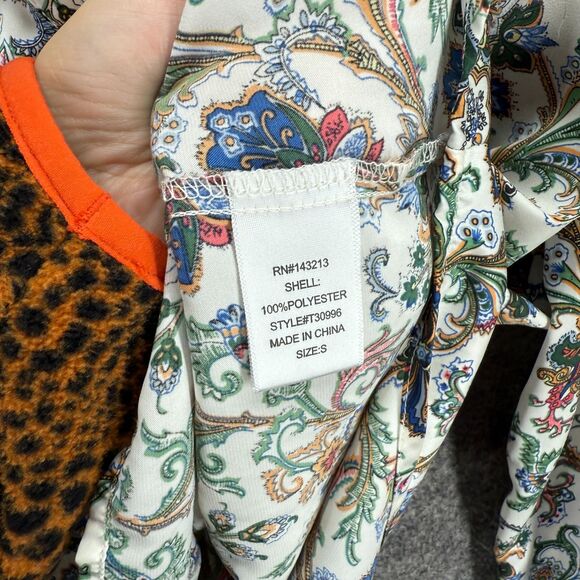 RN#143213
SHELL:
100%POLYESTER
STYLE#T30996
MADE IN CHINA
SIZE:S